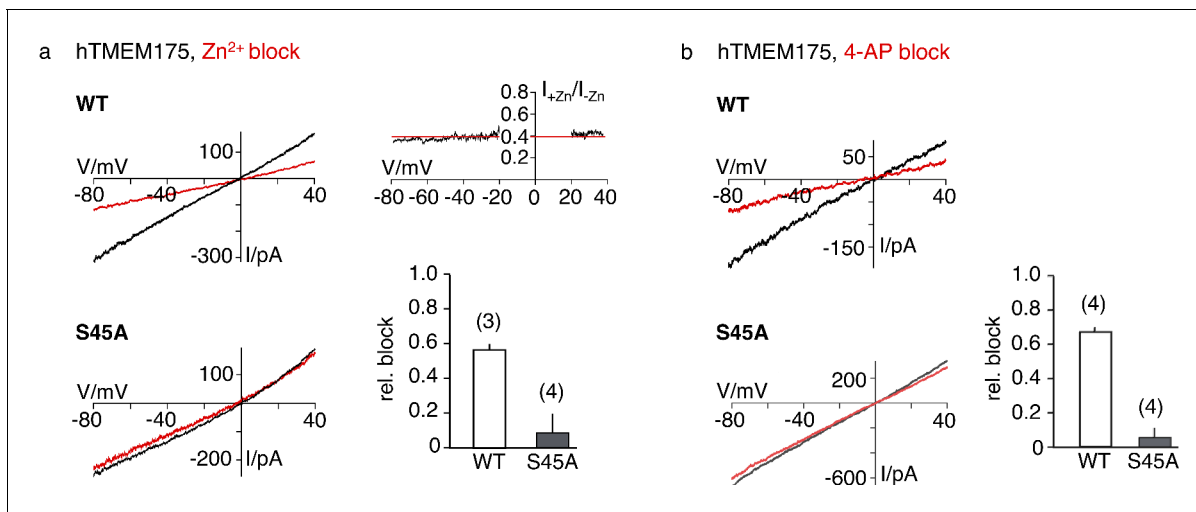 a hTMEM175, Zn2+ block
WT
100
V/mV
-80 -40 40
-300 I/pA
I+Zn/I-Zn
0.8
0.6
0.4
0.2
V/mV
-80 -60 -40 -20 0 20 40
S45A
100
V/mV
-80 -40 40
-200 I/pA
rel. block
1.0
0.8
0.6
0.4
0.2
0
(3)
(4)
WT S45A
b hTMEM175, 4-AP block
WT
50
V/mV
-80 -40 40
-150 I/pA
S45A
200
V/mV
-80 -40 40
-600 I/pA
rel. block
1.0
0.8
0.6
0.4
0.2
0
(4)
(4)
WT S45A